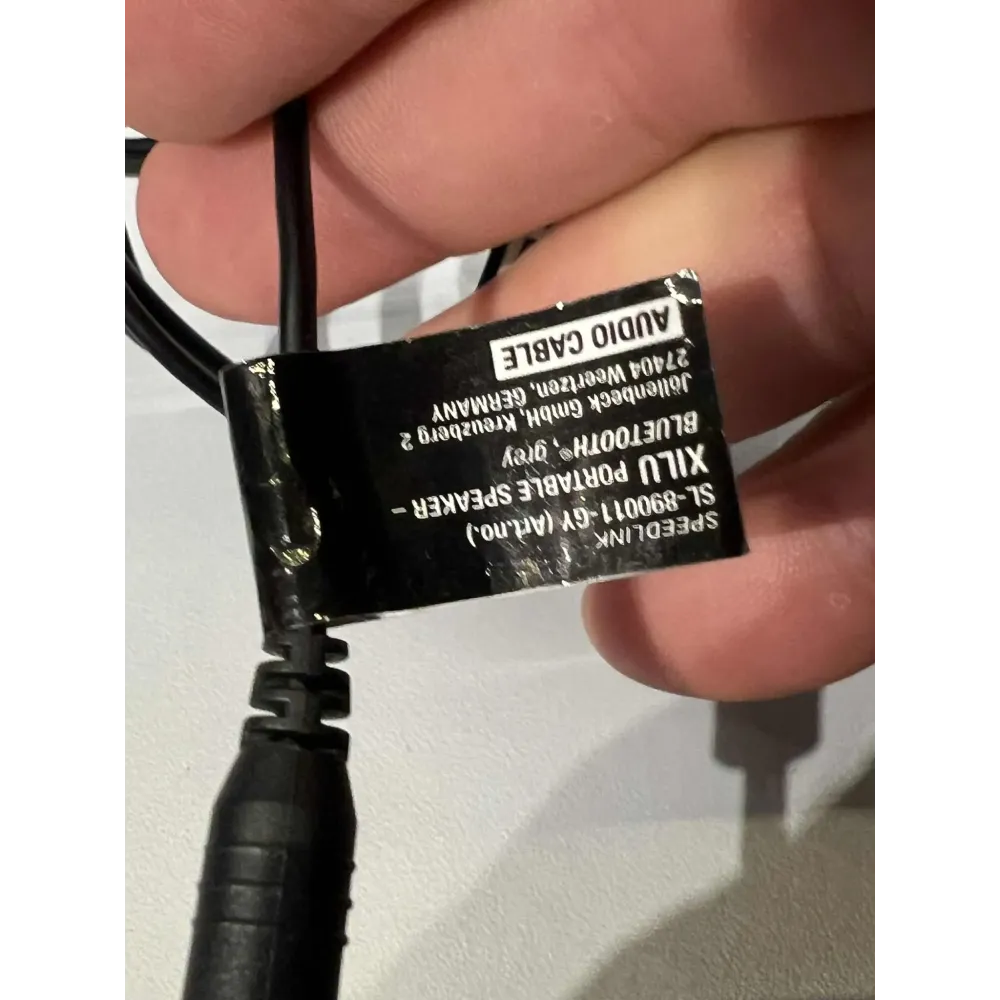 SPEEDLINK
SL-890011-GY (Art.no.)
XILU PORTABLE SPEAKER –
BLUETOOTH®, grey
Jöllenbeck GmbH, Kreuzberg 2
27404 Weertzen, GERMANY
AUDIO CABLE